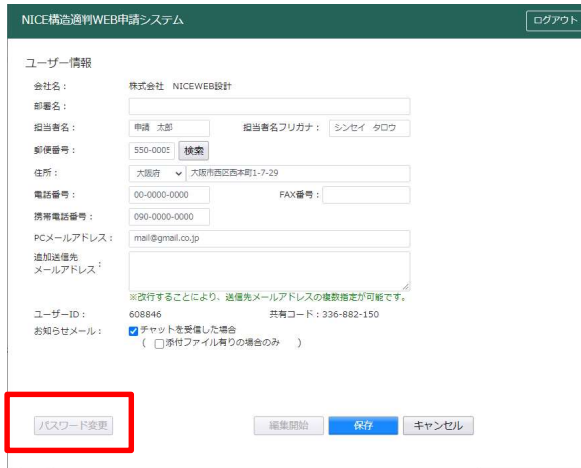 NICE構造適判WEB申請システム ログアウト
ユーザー情報
会社名： 株式会社　NICEWEB設計
部署名：
担当者名： 申請　太郎 担当者名フリガナ： シンセイ　タロウ
郵便番号： 550-0005 検索
住所： 大阪府 大阪市西区西本町1-7-29
電話番号： 00-0000-0000 FAX番号：
携帯電話番号： 090-0000-0000
PCメールアドレス： mail@gmail.co.jp
追加送信先
メールアドレス：
※改行することにより、送信先メールアドレスの複数指定が可能です。
ユーザーID： 608846 共有コード：336-882-150
お知らせメール： チャットを受信した場合
(　添付ファイル有りの場合のみ　)
パスワード変更 編集開始 保存 キャンセル